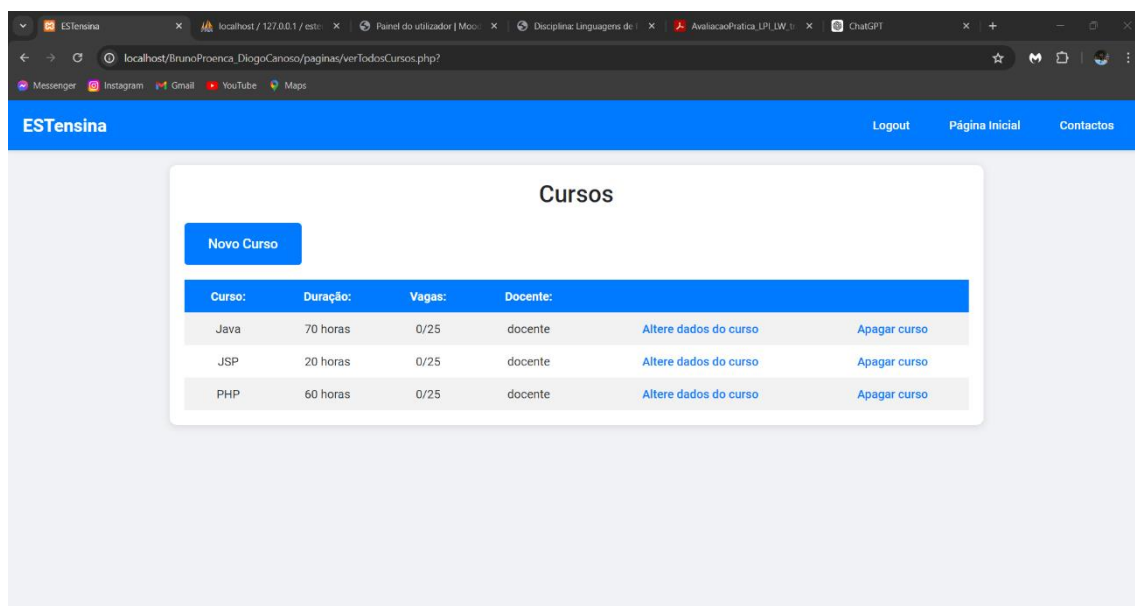 ESTensina
localhost / 127.0.0.1 / este
Painel do utilizador | Moo
Disciplina: Linguagens de
AvaliacaoPratica_LPI_LW_t
ChatGPT
localhost/BrunoProenca_DiogoCanoso/paginas/verTodosCursos.php?
Messenger Instagram Gmail YouTube Maps
ESTensina Logout Página Inicial Contactos
Cursos
Novo Curso
Curso: Duração: Vagas: Docente:
Java 70 horas 0/25 docente Altere dados do curso Apagar curso
JSP 20 horas 0/25 docente Altere dados do curso Apagar curso
PHP 60 horas 0/25 docente Altere dados do curso Apagar curso